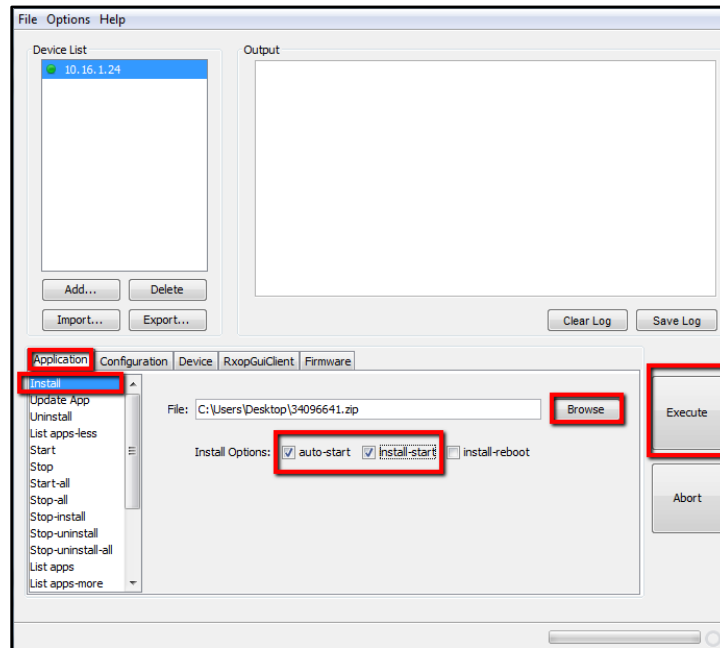 File Options Help
Device List
Output
10.16.1.24
Add... Delete
Import... Export...
Clear Log Save Log
Application Configuration Device RxopGuiClient Firmware
Install
Update App
Uninstall
List apps-less
Start
Stop
Start-all
Stop-all
Stop-install
Stop-uninstall
Stop-uninstall-all
List apps
List apps-more
File: C:\Users\Desktop\34096641.zip Browse
Install Options: auto-start install-start install-reboot
Execute
Abort